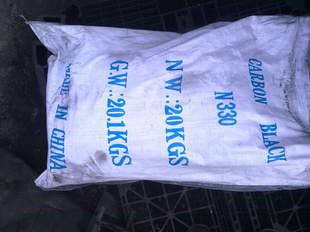 CARBON BLACK
N330
N.W.:20KGS
G.W.:20.1KGS
MADE IN CHINA